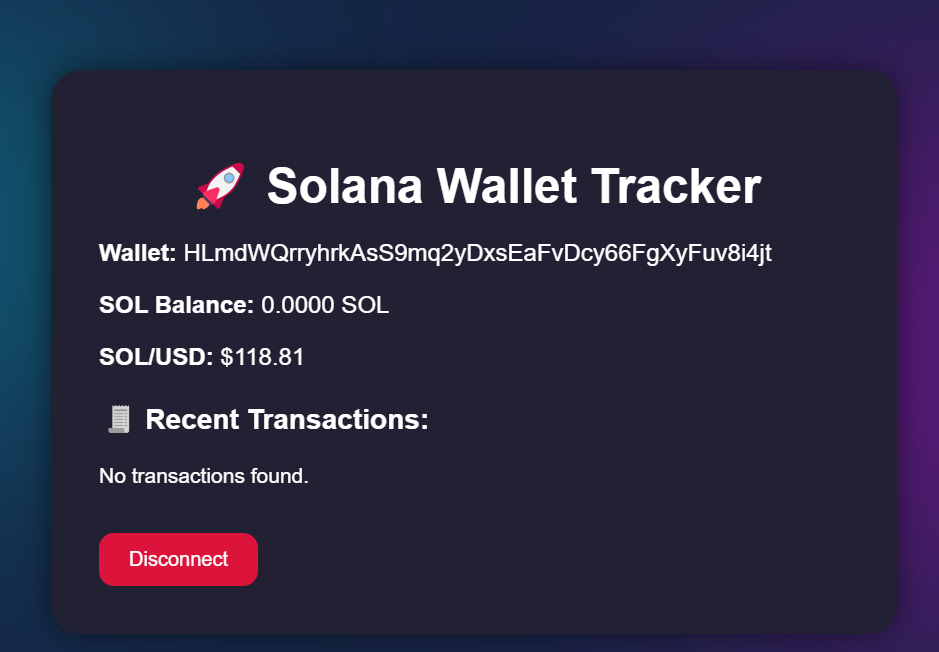 Solana Wallet Tracker
Wallet: HLmdWQrryhrkAsS9mq2yDxsEaFvDcy66FgXyFuv8i4jt
SOL Balance: 0.0000 SOL
SOL/USD: $118.81
Recent Transactions:
No transactions found.
Disconnect